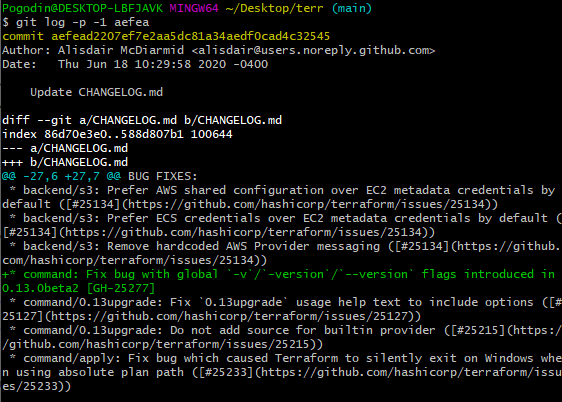 Pogodin@DESKTOP-LBFJAVK MINGW64 ~/Desktop/terr (main)
$ git log -p -1 aefea
commit aefead2207ef7e2aa5dc81a34aedf0cad4c32545
Author: Alisdair McDiarmid <alisdair@users.noreply.github.com>
Date:   Thu Jun 18 10:29:58 2020 -0400

    Update CHANGELOG.md

diff --git a/CHANGELOG.md b/CHANGELOG.md
index 86d70e3e0..588d807b1 100644
--- a/CHANGELOG.md
+++ b/CHANGELOG.md
@@ -27,6 +27,7 @@ BUG FIXES:
 * backend/s3: Prefer AWS shared configuration over EC2 metadata credentials by
default ([#25134](https://github.com/hashicorp/terraform/issues/25134))
 * backend/s3: Prefer ECS credentials over EC2 metadata credentials by default (
[#25134](https://github.com/hashicorp/terraform/issues/25134))
 * backend/s3: Remove hardcoded AWS Provider messaging ([#25134](https://github.
com/hashicorp/terraform/issues/25134))
+* command: Fix bug with global `-v`/`-version`/`--version` flags introduced in
0.13.0beta2 [GH-25277]
 * command/0.13upgrade: Fix `0.13upgrade` usage help text to include options ([#
25127](https://github.com/hashicorp/terraform/issues/25127))
 * command/0.13upgrade: Do not add source for builtin provider ([#25215](https:/
/github.com/hashicorp/terraform/issues/25215))
 * command/apply: Fix bug which caused Terraform to silently exit on Windows whe
n using absolute plan path ([#25233](https://github.com/hashicorp/terraform/issu
es/25233))